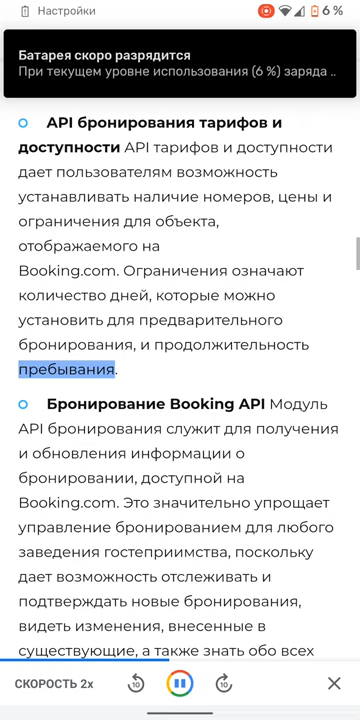 Настройки
6 %
Батарея скоро разрядится
При текущем уровне использования (6 %) заряда ..
API бронирования тарифов и
доступности API тарифов и доступности
дает пользователям возможность
устанавливать наличие номеров, цены и
ограничения для объекта,
отображаемого на
Booking.com. Ограничения означают
количество дней, которые можно
установить для предварительного
бронирования, и продолжительность
пребывания.
Бронирование Booking API Модуль
API бронирования служит для получения
и обновления информации о
бронировании, доступной на
Booking.com. Это значительно упрощает
управление бронированием для любого
заведения гостеприимства, поскольку
дает возможность отслеживать и
подтверждать новые бронирования,
видеть изменения, внесенные в
существующие, а также знать обо всех
СКОРОСТЬ 2x
10
10